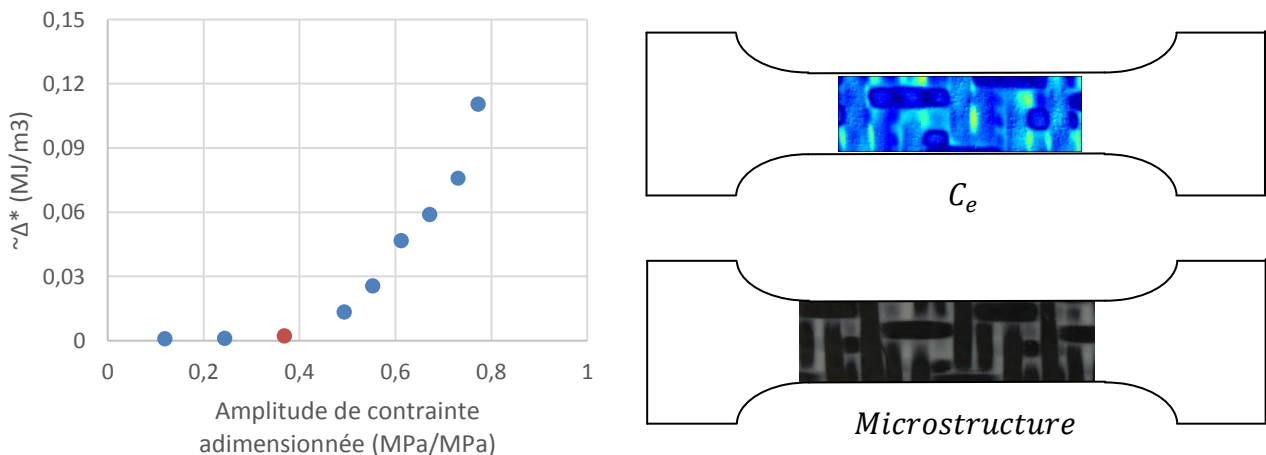 0,15
0,12
0,09
0,06
0,03
0
~Δ* (MJ/m3)
0 0,2 0,4 0,6 0,8 1
Amplitude de contrainte
adimensionnée (MPa/MPa)
C_e
Microstructure